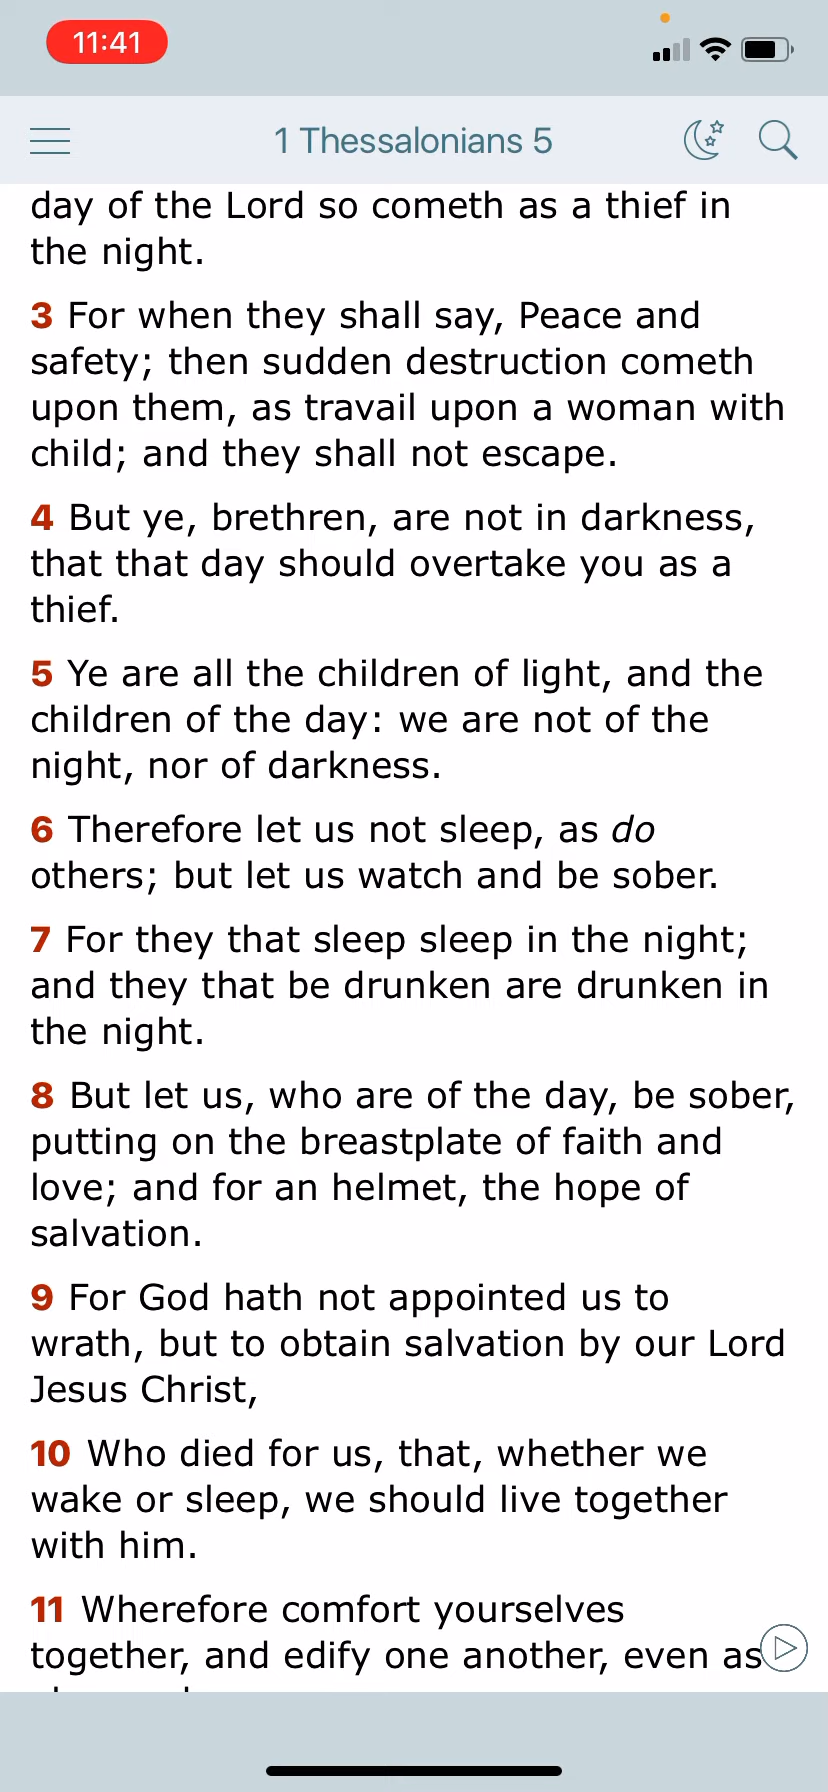 11:41
1 Thessalonians 5
day of the Lord so cometh as a thief in
the night.
3 For when they shall say, Peace and
safety; then sudden destruction cometh
upon them, as travail upon a woman with
child; and they shall not escape.
4 But ye, brethren, are not in darkness,
that that day should overtake you as a
thief.
5 Ye are all the children of light, and the
children of the day: we are not of the
night, nor of darkness.
6 Therefore let us not sleep, as do
others; but let us watch and be sober.
7 For they that sleep sleep in the night;
and they that be drunken are drunken in
the night.
8 But let us, who are of the day, be sober,
putting on the breastplate of faith and
love; and for an helmet, the hope of
salvation.
9 For God hath not appointed us to
wrath, but to obtain salvation by our Lord
Jesus Christ,
10 Who died for us, that, whether we
wake or sleep, we should live together
with him.
11 Wherefore comfort yourselves
together, and edify one another, even as